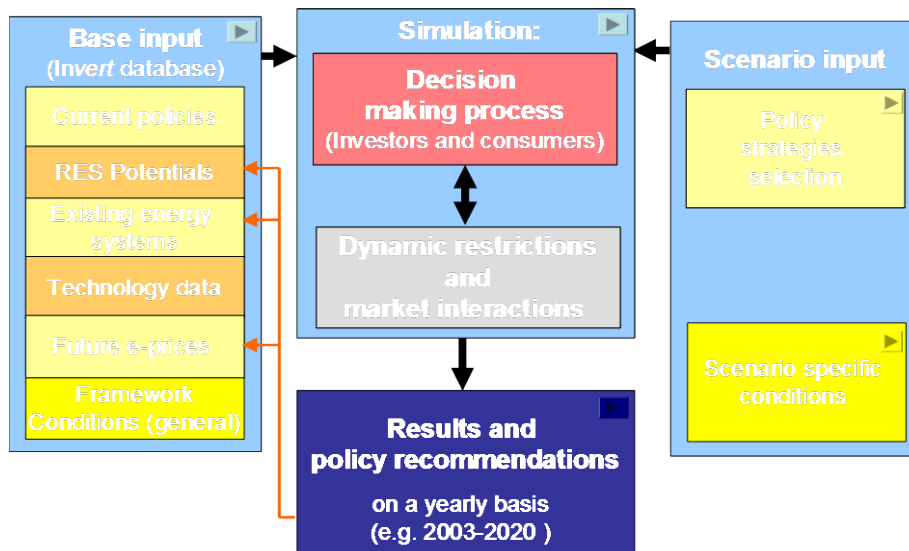 Base input
(Invert database)
Current policies
RES Potentials
Existing energy
systems
Technology data
Future e-prices
Framework
Conditions (general)
Simulation:
Decision
making process
(Investors and consumers)
Dynamic restrictions
and
market interactions
Results and
policy recommendations
on a yearly basis
(e.g. 2003-2020 )
Scenario input
Policy
strategies
selection
Scenario specific
conditions